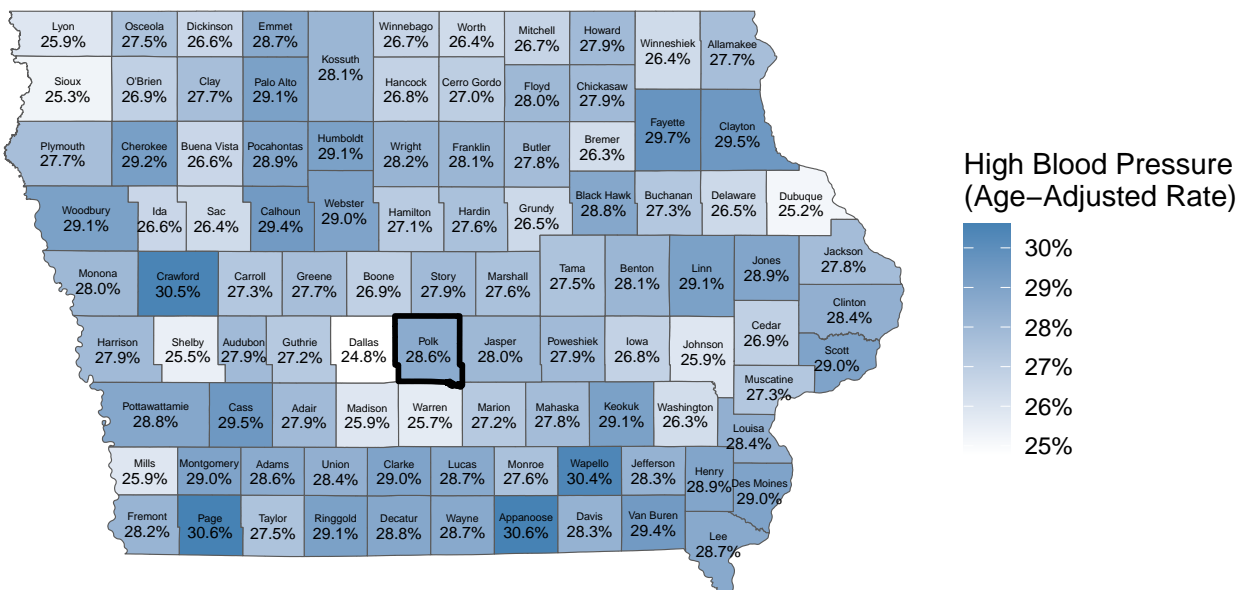 Lyon
25.9%
Osceola
27.5%
Dickinson
26.6%
Emmet
28.7%
Kossuth
28.1%
Winnebago
26.7%
Worth
26.4%
Mitchell
26.7%
Howard
27.9%
Winneshiek
26.4%
Allamakee
27.7%
Sioux
25.3%
O'Brien
26.9%
Clay
27.7%
Palo Alto
29.1%
Hancock
26.8%
Cerro Gordo
27.0%
Floyd
28.0%
Chickasaw
27.9%
Fayette
29.7%
Clayton
29.5%
Plymouth
27.7%
Cherokee
29.2%
Buena Vista
26.6%
Pocahontas
28.9%
Humboldt
29.1%
Wright
28.2%
Franklin
28.1%
Butler
27.8%
Bremer
26.3%
Woodbury
29.1%
Ida
26.6%
Sac
26.4%
Calhoun
29.4%
Webster
29.0%
Hamilton
27.1%
Hardin
27.6%
Grundy
26.5%
Black Hawk
28.8%
Buchanan
27.3%
Delaware
26.5%
Dubuque
25.2%
Monona
28.0%
Crawford
30.5%
Carroll
27.3%
Greene
27.7%
Boone
26.9%
Story
27.9%
Marshall
27.6%
Tama
27.5%
Benton
28.1%
Linn
29.1%
Jones
28.9%
Jackson
27.8%
Clinton
28.4%
Harrison
27.9%
Shelby
25.5%
Audubon
27.9%
Guthrie
27.2%
Dallas
24.8%
Polk
28.6%
Jasper
28.0%
Poweshiek
27.9%
Iowa
26.8%
Johnson
25.9%
Cedar
26.9%
Scott
29.0%
Muscatine
27.3%
Pottawattamie
28.8%
Cass
29.5%
Adair
27.9%
Madison
25.9%
Warren
25.7%
Marion
27.2%
Mahaska
27.8%
Keokuk
29.1%
Washington
26.3%
Louisa
28.4%
Mills
25.9%
Montgomery
29.0%
Adams
28.6%
Union
28.4%
Clarke
29.0%
Lucas
28.7%
Monroe
27.6%
Wapello
30.4%
Jefferson
28.3%
Henry
28.9%
Des Moines
29.0%
Fremont
28.2%
Page
30.6%
Taylor
27.5%
Ringgold
29.1%
Decatur
28.8%
Wayne
28.7%
Appanoose
30.6%
Davis
28.3%
Van Buren
29.4%
Lee
28.7%
High Blood Pressure
(Age−Adjusted Rate)
30%
29%
28%
27%
26%
25%